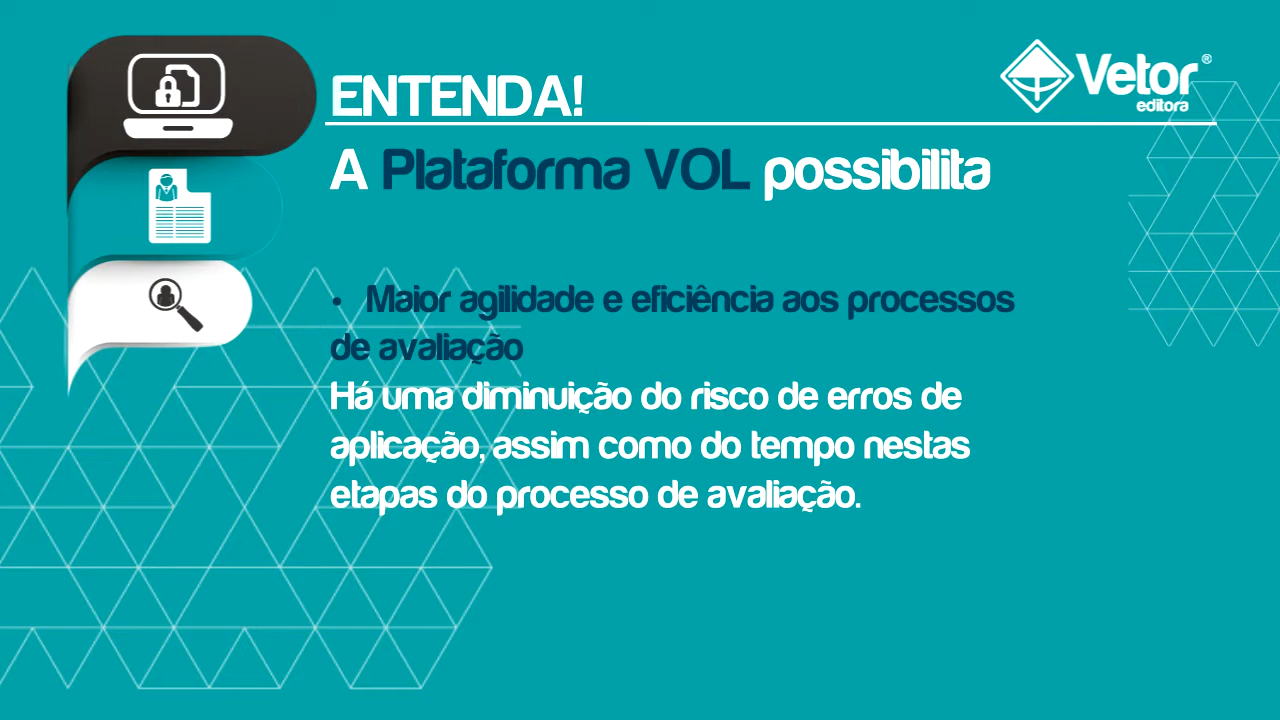 ENTENDA!
Vetor®
editora
A Plataforma VOL possibilita
• Maior agilidade e eficiência aos processos
de avaliação
Há uma diminuição do risco de erros de
aplicação, assim como do tempo nestas
etapas do processo de avaliação.